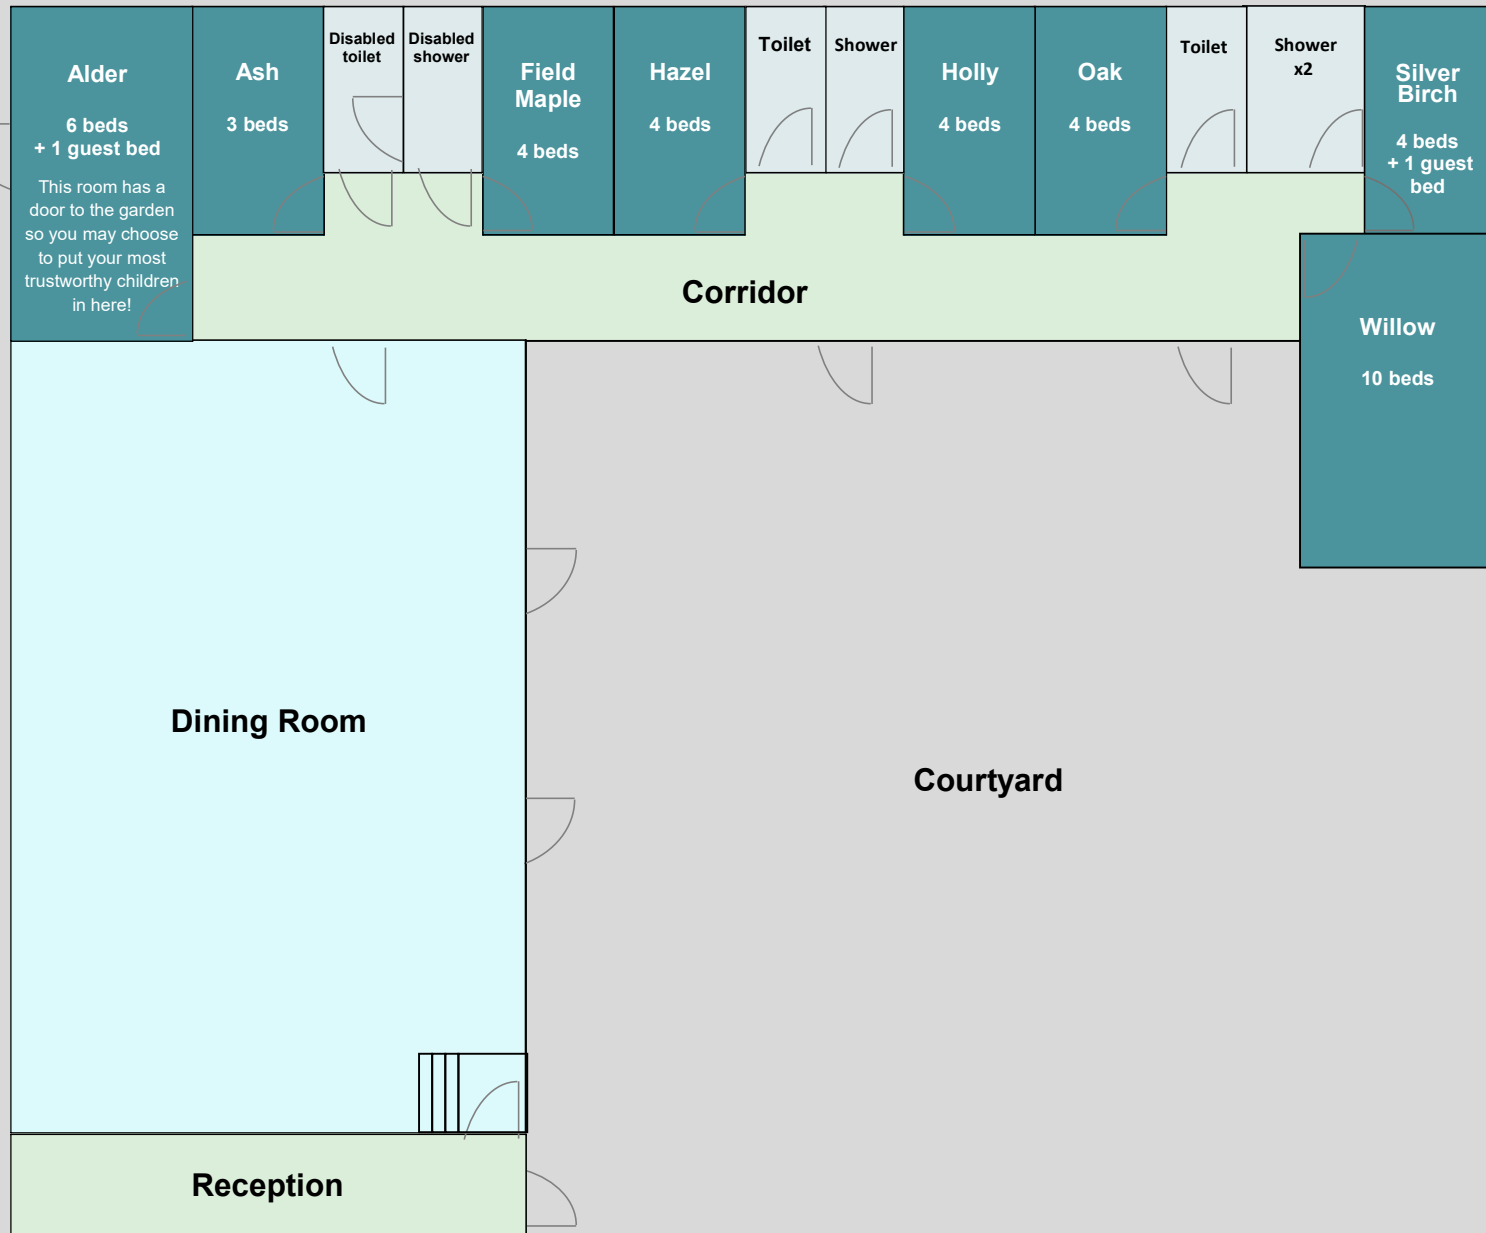 Alder
6 beds
+ 1 guest bed
This room has a
door to the garden
so you may choose
to put your most
trustworthy children
in here!
Ash
3 beds
Disabled
toilet
Disabled
shower
Field
Maple
4 beds
Hazel
4 beds
Toilet
Shower
Holly
4 beds
Oak
4 beds
Toilet
Shower
x2
Silver
Birch
4 beds
+ 1 guest
bed
Corridor
Willow
10 beds
Dining Room
Courtyard
Reception